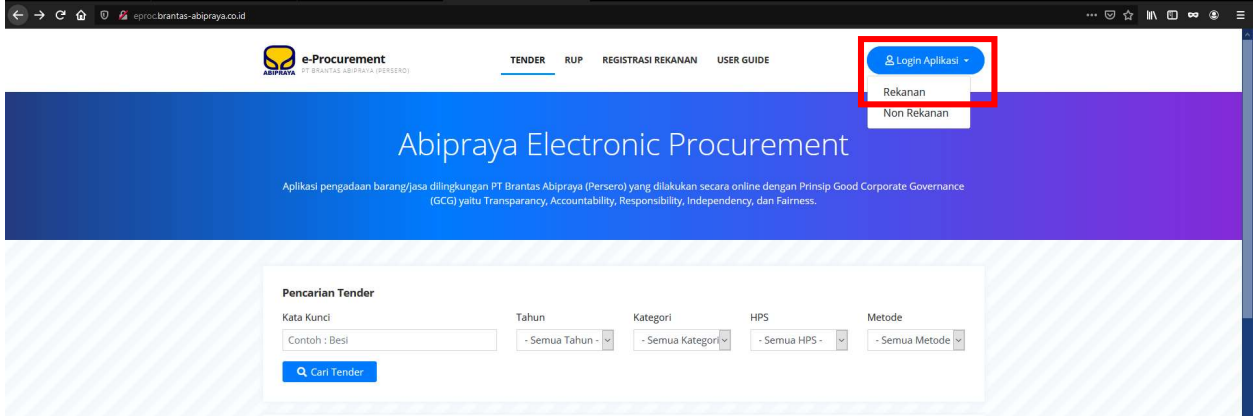 eproc.brantas-abipraya.co.id
ABIPRAYA
e-Procurement
PT BRANTAS ABIPRAYA (PERSERO)
TENDER RUP REGISTRASI REKANAN USER GUIDE
Login Aplikasi
Rekanan
Non Rekanan
Abipraya Electronic Procurement
Aplikasi pengadaan barang/jasa dilingkungan PT Brantas Abipraya (Persero) yang dilakukan secara online dengan Prinsip Good Corporate Governance
(GCG) yaitu Transparancy, Accountability, Responsibility, Independency, dan Fairness.
Pencarian Tender
Kata Kunci Tahun Kategori HPS Metode
Contoh : Besi - Semua Tahun - - Semua Kategori - Semua HPS - - Semua Metode
Cari Tender